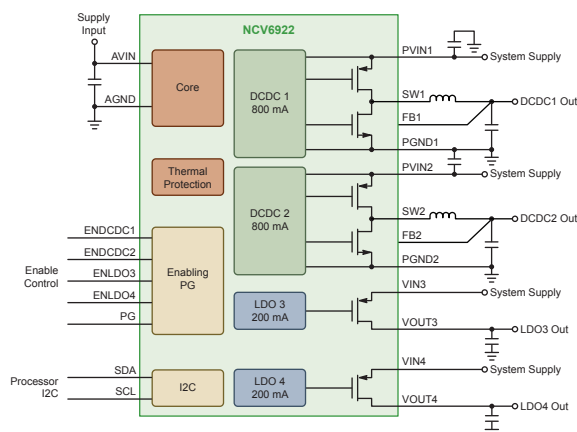 Supply
Input
NCV6922
AVIN
AGND
Core
DCDC 1
800 mA
PVIN1
System Supply
SW1
DCDC1 Out
FB1
PGND1
Thermal
Protection
DCDC 2
800 mA
PVIN2
System Supply
SW2
DCDC2 Out
FB2
PGND2
Enable
Control
ENDCDC1
ENDCDC2
ENLDO3
ENLDO4
PG
Enabling
PG
LDO 3
200 mA
VIN3
System Supply
VOUT3
LDO3 Out
Processor
I2C
SDA
SCL
I2C
LDO 4
200 mA
VIN4
System Supply
VOUT4
LDO4 Out